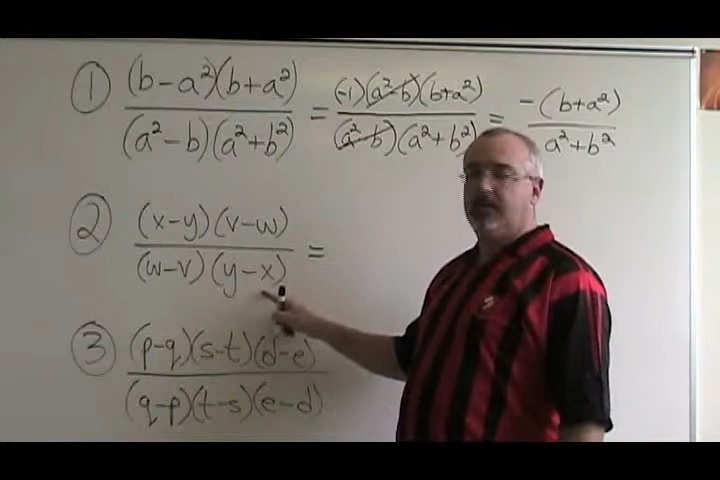 ① (b-a²)(b+a²) / (a²-b)(a²+b²) = (-1)(a²-b)(b+a²) / (a²-b)(a²+b²) = -(b+a²) / a²+b²
② (x-y)(v-w) / (w-v)(y-x) =
③ (p-q)(s-t)(d-e) / (q-p)(t-s)(e-d)